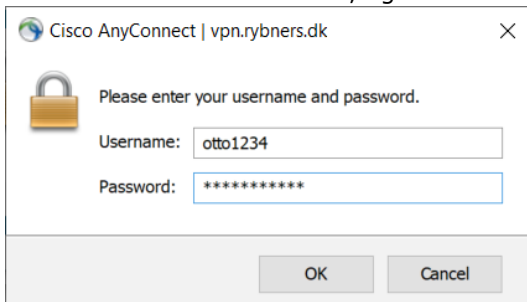 Cisco AnyConnect | vpn.rybners.dk
Please enter your username and password.
Username: otto1234
Password: ***********
OK Cancel